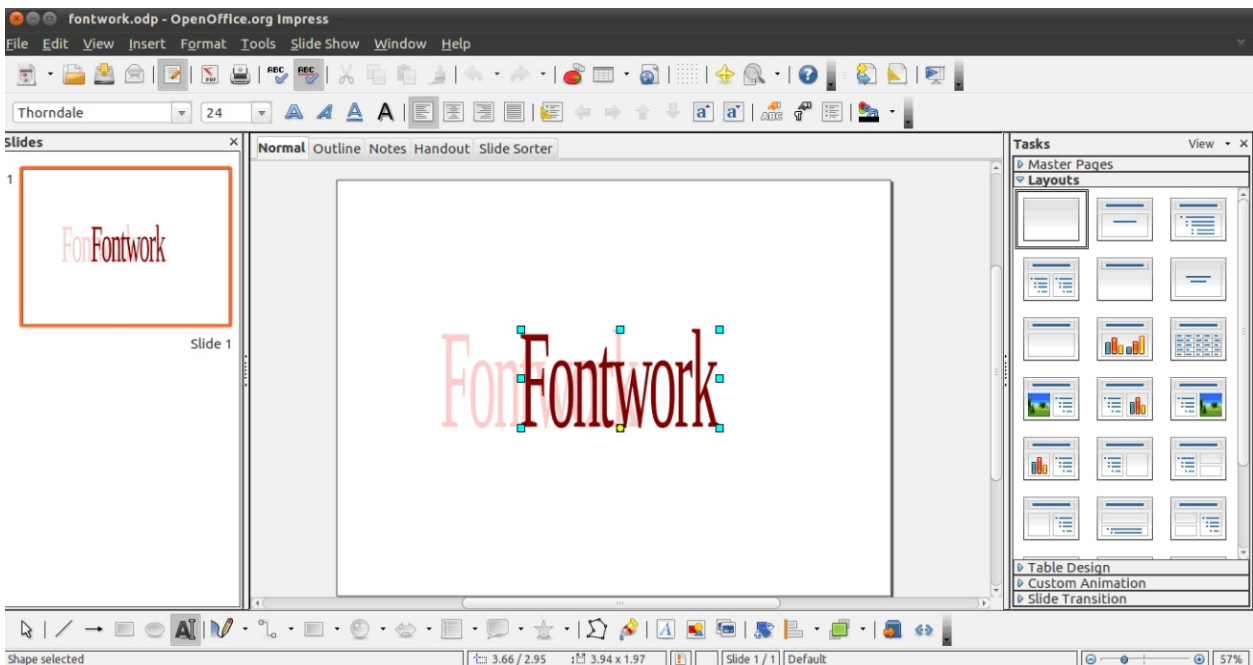 fontwork.odp - OpenOffice.org Impress
File Edit View Insert Format Tools Slide Show Window Help
Thorndale 24
Slides
Normal Outline Notes Handout Slide Sorter
Tasks View
Master Pages
Layouts
1
FonFontwork
Slide 1
Fontwork
Fontwork
Table Design
Custom Animation
Slide Transition
Shape selected 3.66 / 2.95 3.94 x 1.97 Slide 1 / 1 Default 57%